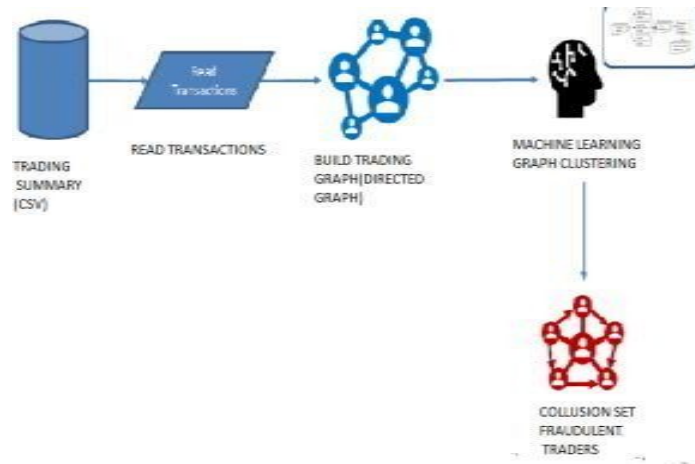 Read
Transactions
TRADING
SUMMARY
(CSV)
READ TRANSACTIONS
BUILD TRADING
GRAPH(DIRECTED
GRAPH)
MACHINE LEARNING
GRAPH CLUSTERING
COLLUSION SET
FRAUDULENT
TRADERS